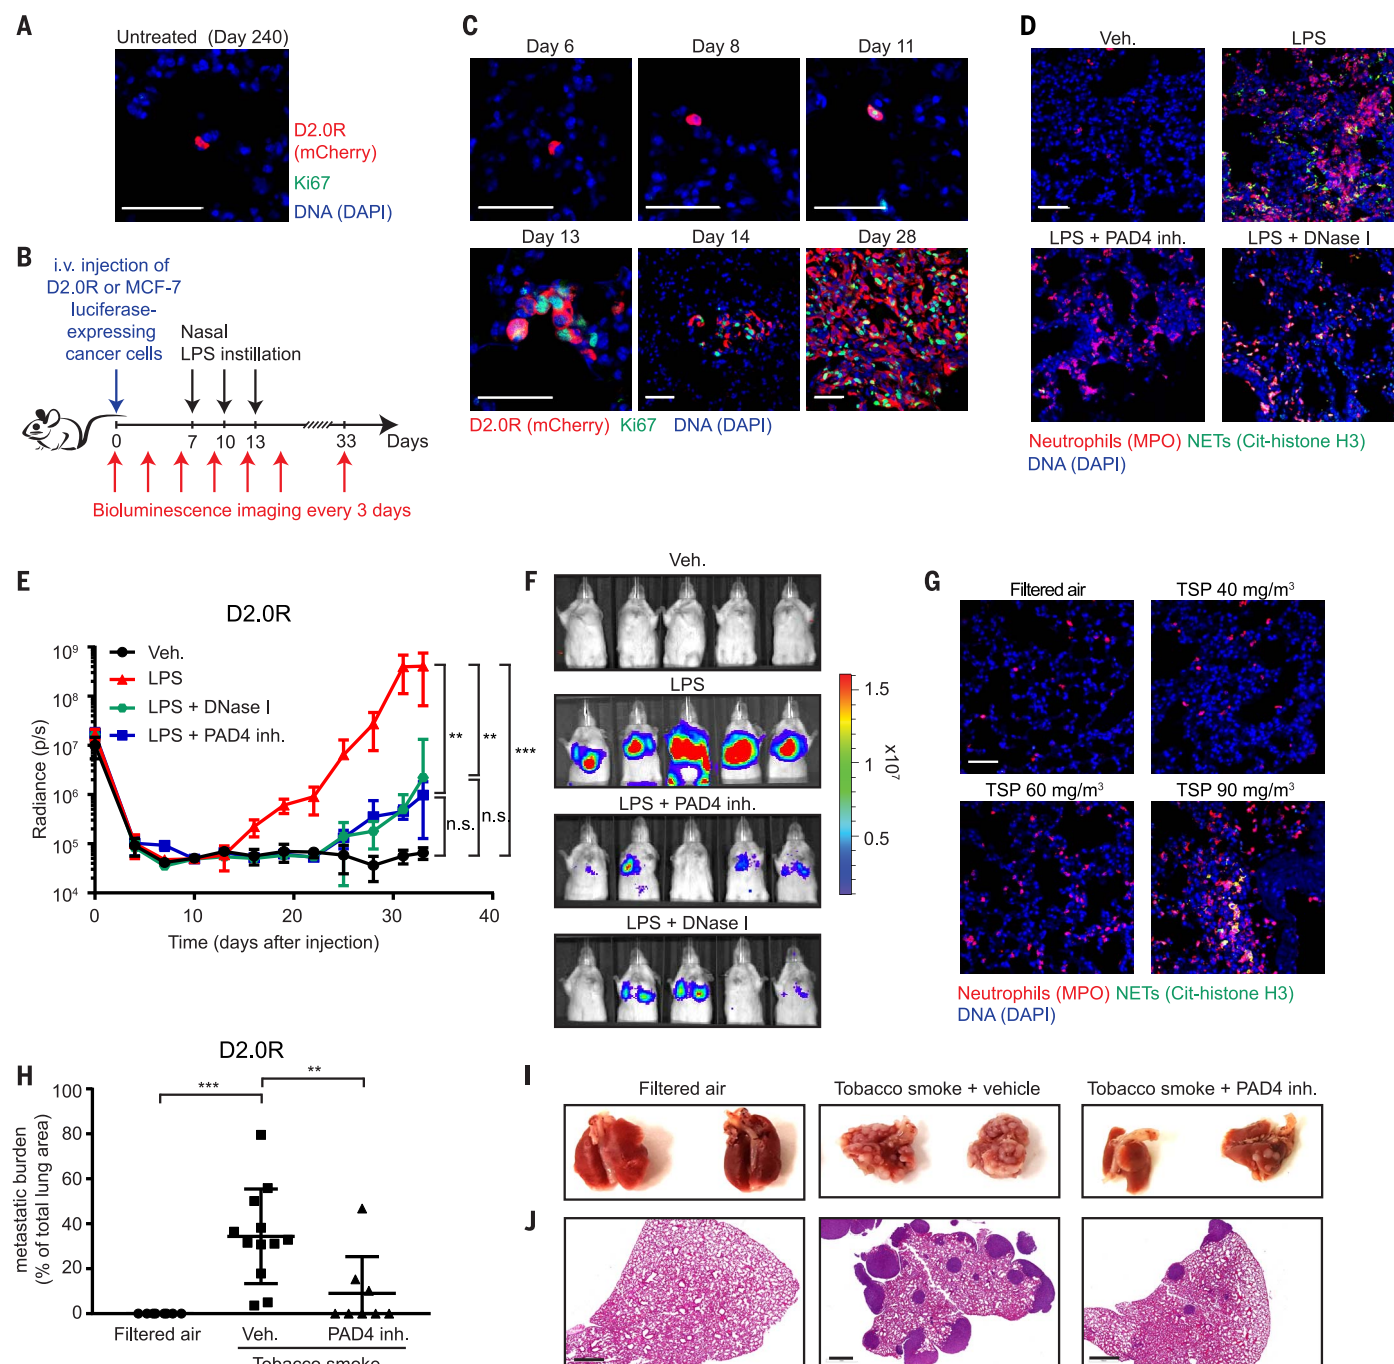 A
Untreated (Day 240)
D2.0R
(mCherry)
Ki67
DNA (DAPI)
B
i.v. injection of
D2.0R or MCF-7
luciferase-
expressing
cancer cells
Nasal
LPS instillation
0
7
10
13
33
Days
Bioluminescence imaging every 3 days
C
Day 6
Day 8
Day 11
Day 13
Day 14
Day 28
D2.0R (mCherry) Ki67 DNA (DAPI)
D
Veh.
LPS
LPS + PAD4 inh.
LPS + DNase I
Neutrophils (MPO) NETs (Cit-histone H3)
DNA (DAPI)
E
D2.0R
Veh.
LPS
LPS + DNase I
LPS + PAD4 inh.
Radiance (p/s)
10⁹
10⁸
10⁷
10⁶
10⁵
10⁴
0
10
20
30
40
Time (days after injection)
**
**
***
n.s.
n.s.
F
Veh.
LPS
LPS + PAD4 inh.
LPS + DNase I
1.5
1
0.5
x10⁷
G
Filtered air
TSP 40 mg/m³
TSP 60 mg/m³
TSP 90 mg/m³
Neutrophils (MPO) NETs (Cit-histone H3)
DNA (DAPI)
H
D2.0R
metastatic burden
(% of total lung area)
100
80
60
40
20
0
***
**
Filtered air
Veh.
PAD4 inh.
Tobacco smoke
I
Filtered air
Tobacco smoke + vehicle
Tobacco smoke + PAD4 inh.
J